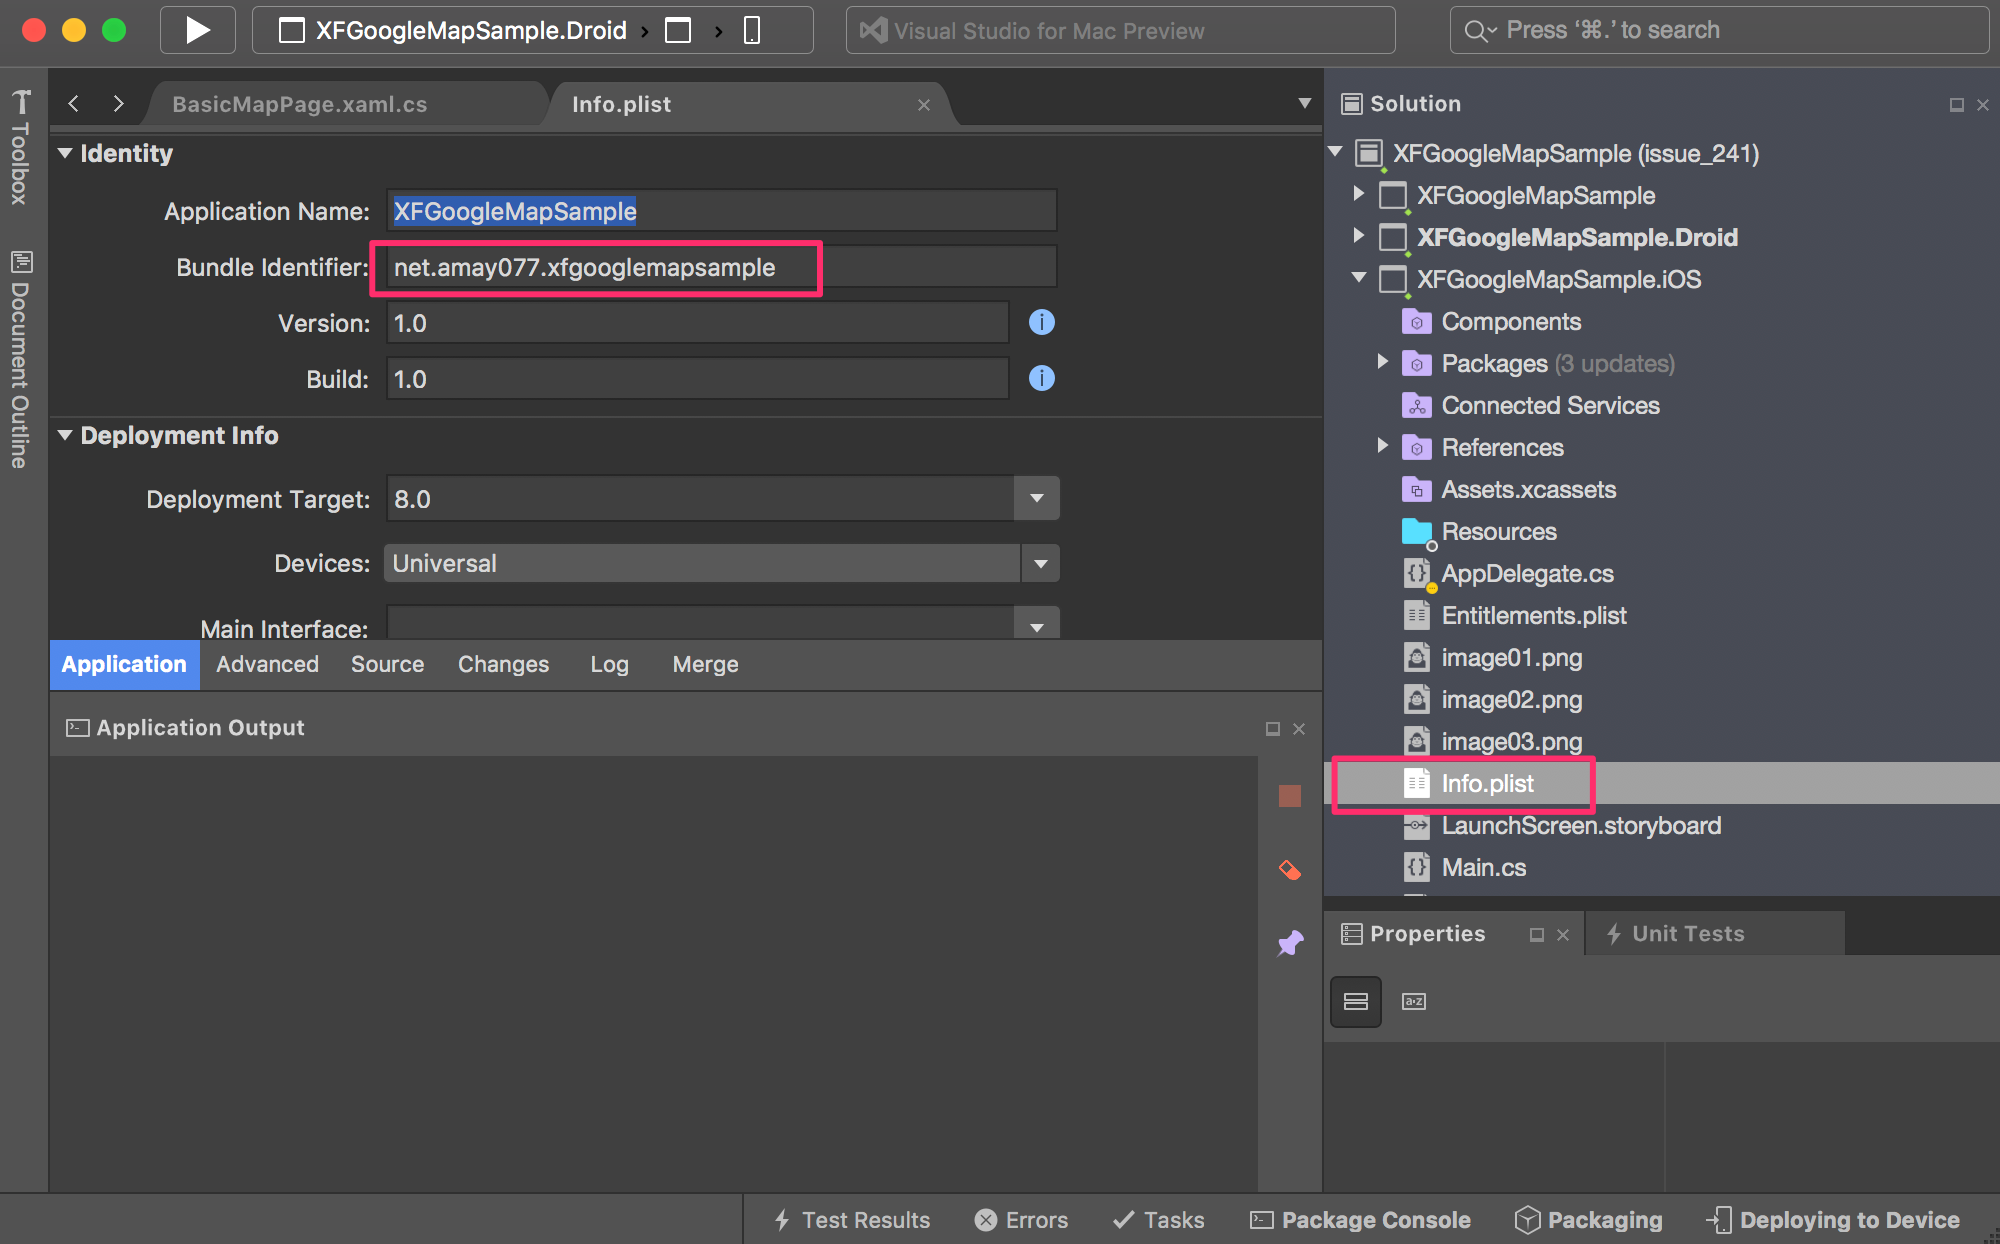 XFGoogleMapSample.Droid
Visual Studio for Mac Preview
Press ‘⌘.’ to search
Toolbox
Document Outline
BasicMapPage.xaml.cs
Info.plist
Identity
Application Name: XFGoogleMapSample
Bundle Identifier: net.amay077.xfgooglemapsample
Version: 1.0
Build: 1.0
Deployment Info
Deployment Target: 8.0
Devices: Universal
Main Interface:
Application Advanced Source Changes Log Merge
Application Output
Solution
XFGoogleMapSample (issue_241)
XFGoogleMapSample
XFGoogleMapSample.Droid
XFGoogleMapSample.iOS
Components
Packages (3 updates)
Connected Services
References
Assets.xcassets
Resources
AppDelegate.cs
Entitlements.plist
image01.png
image02.png
image03.png
Info.plist
LaunchScreen.storyboard
Main.cs
Properties
Unit Tests
a-z
Test Results Errors Tasks Package Console Packaging Deploying to Device